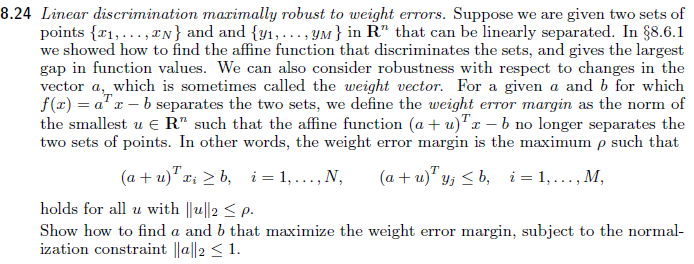 8.24 Linear discrimination maximally robust to weight errors. Suppose we are given two sets of
points {x₁, . . . , x_N} and and {y₁, . . . , y_M} in Rⁿ that can be linearly separated. In §8.6.1
we showed how to find the affine function that discriminates the sets, and gives the largest
gap in function values. We can also consider robustness with respect to changes in the
vector a, which is sometimes called the weight vector. For a given a and b for which
f(x) = aᵀx − b separates the two sets, we define the weight error margin as the norm of
the smallest u ∈ Rⁿ such that the affine function (a + u)ᵀx − b no longer separates the
two sets of points. In other words, the weight error margin is the maximum ρ such that
(a + u)ᵀxᵢ ≥ b, i = 1, . . . , N, (a + u)ᵀyⱼ ≤ b, i = 1, . . . , M,
holds for all u with ‖u‖₂ ≤ ρ.
Show how to find a and b that maximize the weight error margin, subject to the normal-
ization constraint ‖a‖₂ ≤ 1.